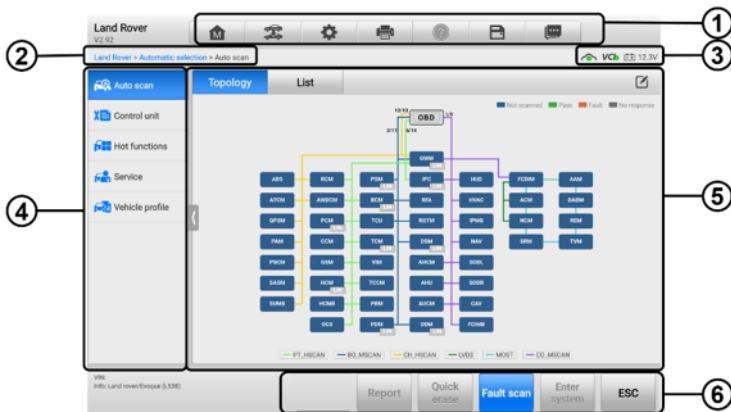 Land Rover
V2.92
1
2
Land Rover > Automatic selection > Auto scan
VCI 12.3V
3
Auto scan
Control unit
Hot functions
Service
Vehicle profile
4
Topology List
Not scanned Pass Fault No response
OBD
GWM
ABS RCM PSM IPC HUD FCDIM AAM
ATCM AWDCM BCM RFA HVAC ACM DABM
GPSM PCM TCU RGTM IPMB NCM REM
PAM CCM TCM DSM NAV SRM TVM
PSCM GSM VIM AHCM SODL
SASM HCM TCCM AHU SODR
SUMB HCMB PBM AUCM CAV
OCS PDM DDM FCIMB
5
PT_HSCAN BO_MSCAN CH_HSCAN LVDS MOST CO_MSCAN
VIN:
Info: Land rover/Evoque (L538)
Report Quick erase Fault scan Enter system ESC
6